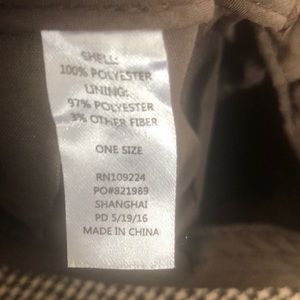 SHELL:
100% POLYESTER
LINING:
97% POLYESTER
3% OTHER FIBER
ONE SIZE
RN109224
PO#821989
SHANGHAI
PD 5/19/16
MADE IN CHINA